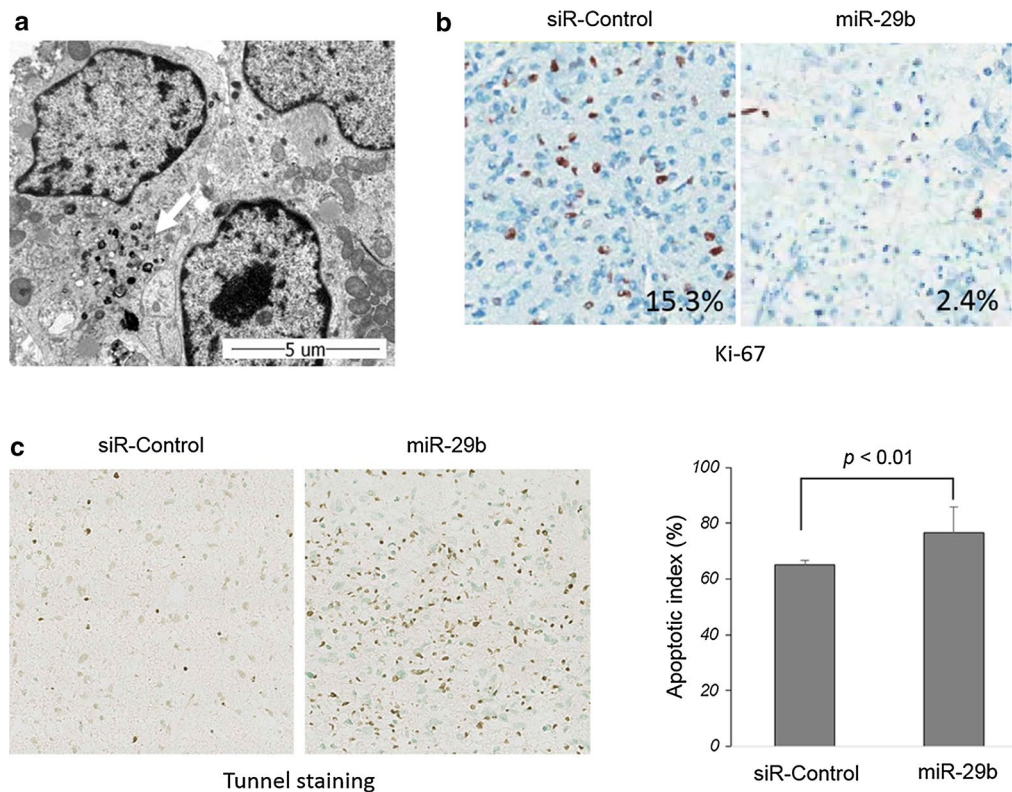 a
5 um
b
siR-Control
miR-29b
15.3%
2.4%
Ki-67
c
siR-Control
miR-29b
Tunnel staining
p < 0.01
Apoptotic index (%)
100
80
60
40
20
0
siR-Control
miR-29b